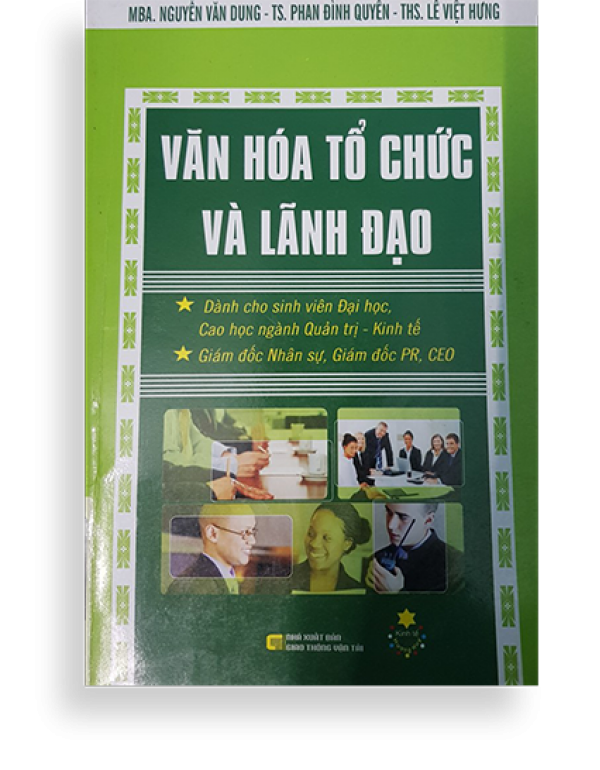 MBA. NGUYỄN VĂN DUNG - TS. PHAN ĐÌNH QUYỀN - THS. LÊ VIỆT HƯNG
VĂN HÓA TỔ CHỨC
VÀ LÃNH ĐẠO
Dành cho sinh viên Đại học,
Cao học ngành Quản trị - Kinh tế
Giám đốc Nhân sự, Giám đốc PR, CEO
NHÀ XUẤT BẢN
GIAO THÔNG VẬN TẢI
Kinh tế